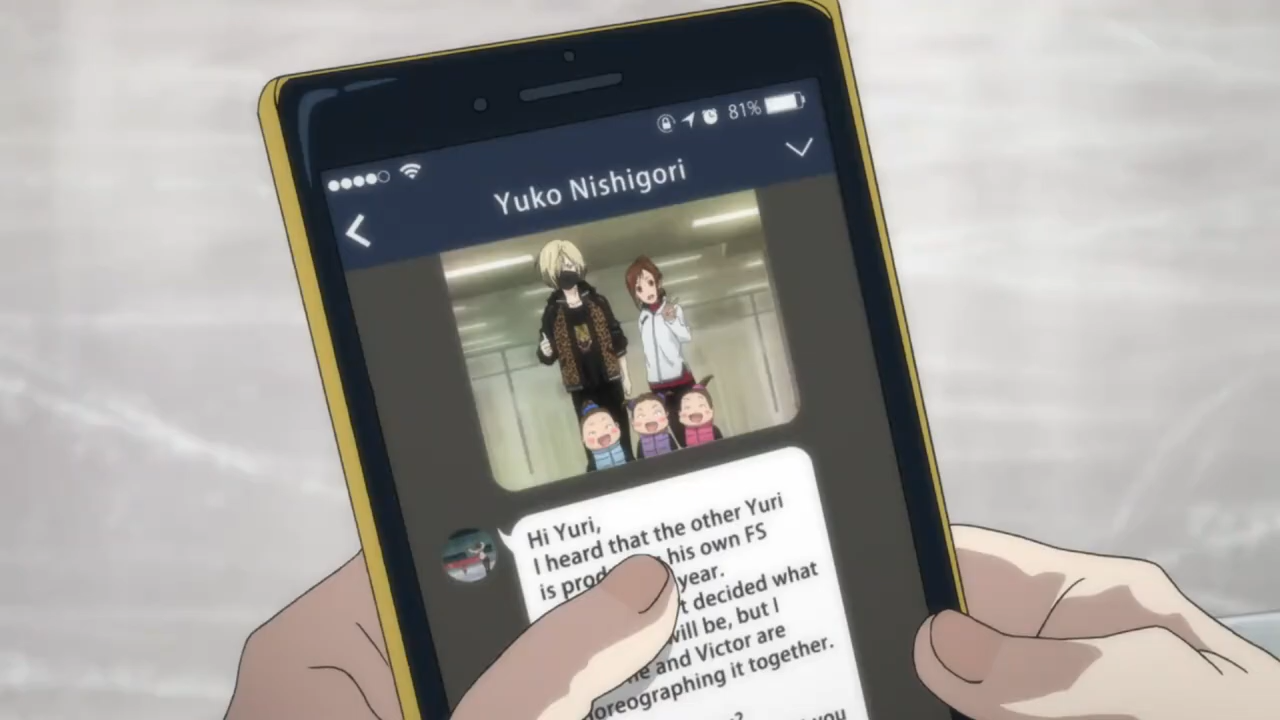 81%
Yuko Nishigori
Hi Yuri,
I heard that the other Yuri
his own FS
is year.
decided what
will be, but I
and Victor are
it together.
you